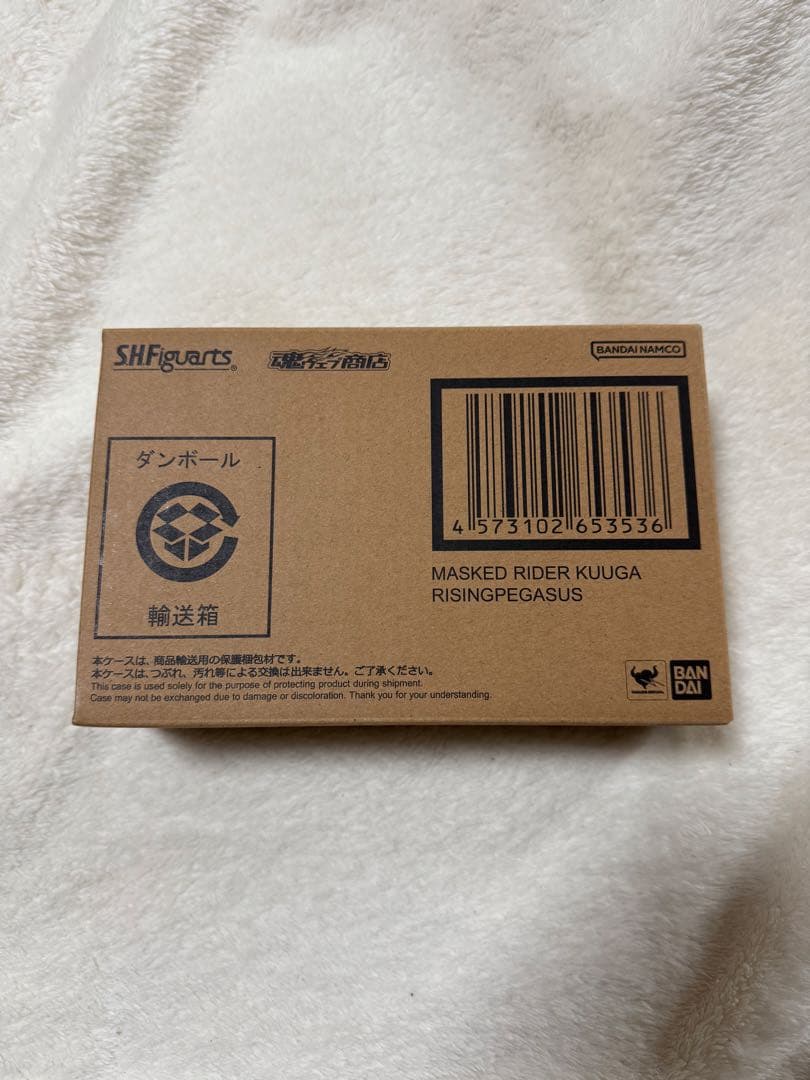 S.H.Figuarts®
魂ウェブ商店
BANDAI NAMCO
ダンボール
輸送箱
4 573102 653536
MASKED RIDER KUUGA
RISINGPEGASUS
本ケースは、商品輸送用の保護梱包材です。
本ケースは、つぶれ、汚れ等による交換は出来ません。ご了承ください。
This case is used solely for the purpose of protecting product during shipment.
Case may not be exchanged due to damage or discoloration. Thank you for your understanding.
BAN
DAI